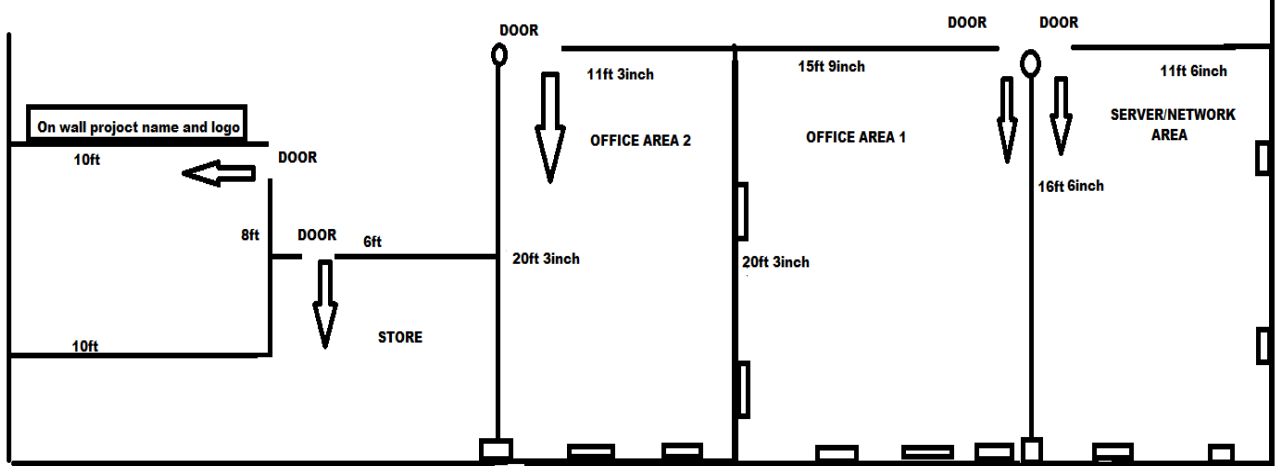 DOOR
DOOR
DOOR
11ft 3inch
15ft 9inch
11ft 6inch
On wall projoct name and logo
OFFICE AREA 2
OFFICE AREA 1
SERVER/NETWORK
AREA
10ft
DOOR
16ft 6inch
8ft
DOOR
6ft
20ft 3inch
20ft 3inch
STORE
10ft